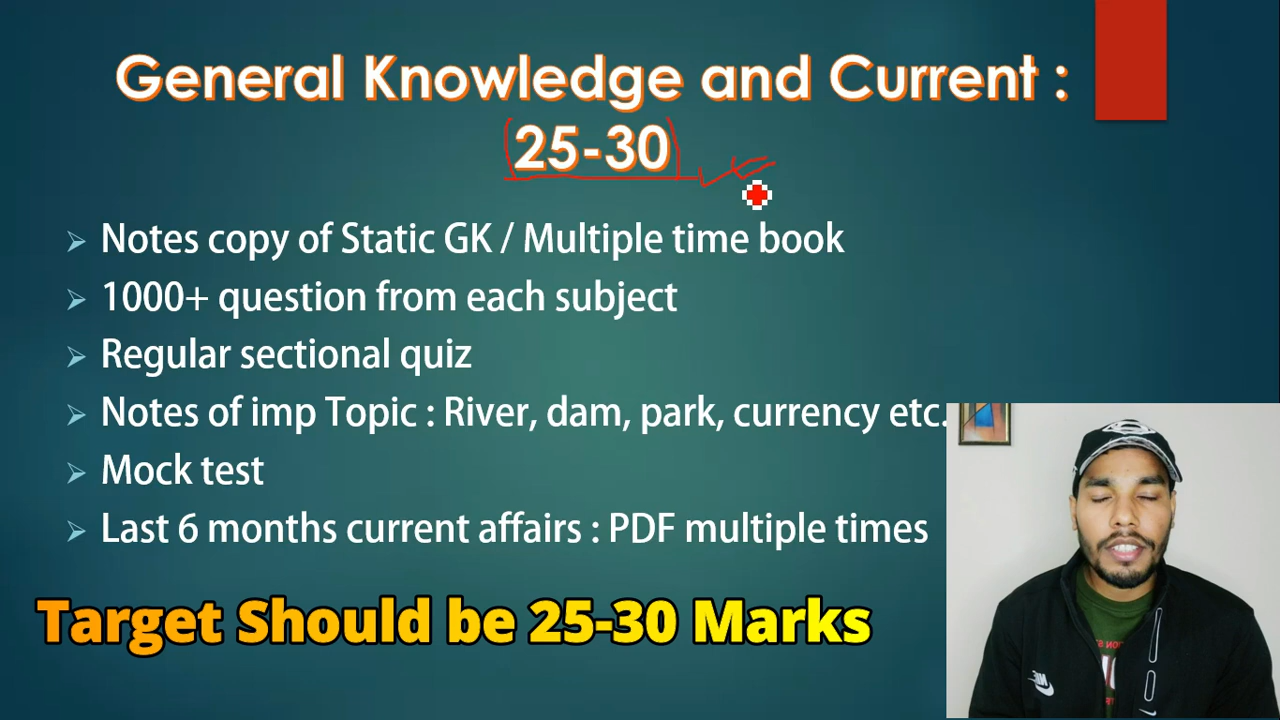 General Knowledge and Current :
25-30
Notes copy of Static GK / Multiple time book
1000+ question from each subject
Regular sectional quiz
Notes of imp Topic : River, dam, park, currency etc.
Mock test
Last 6 months current affairs : PDF multiple times
Target Should be 25-30 Marks